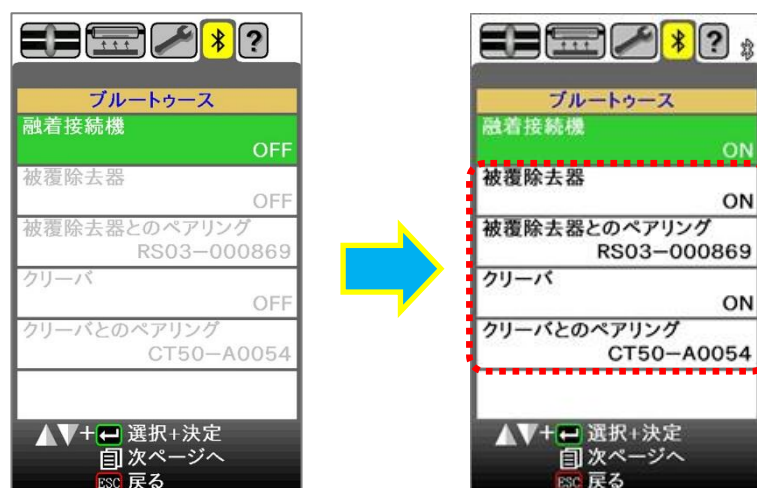 ?
ブルートゥース
融着接続機
OFF
被覆除去器
OFF
被覆除去器とのペアリング
RS03-000869
クリーバ
OFF
クリーバとのペアリング
CT50-A0054
+ 選択+決定
次ページへ
ESC 戻る
?
ブルートゥース
融着接続機
ON
被覆除去器
ON
被覆除去器とのペアリング
RS03-000869
クリーバ
ON
クリーバとのペアリング
CT50-A0054
+ 選択+決定
次ページへ
ESC 戻る